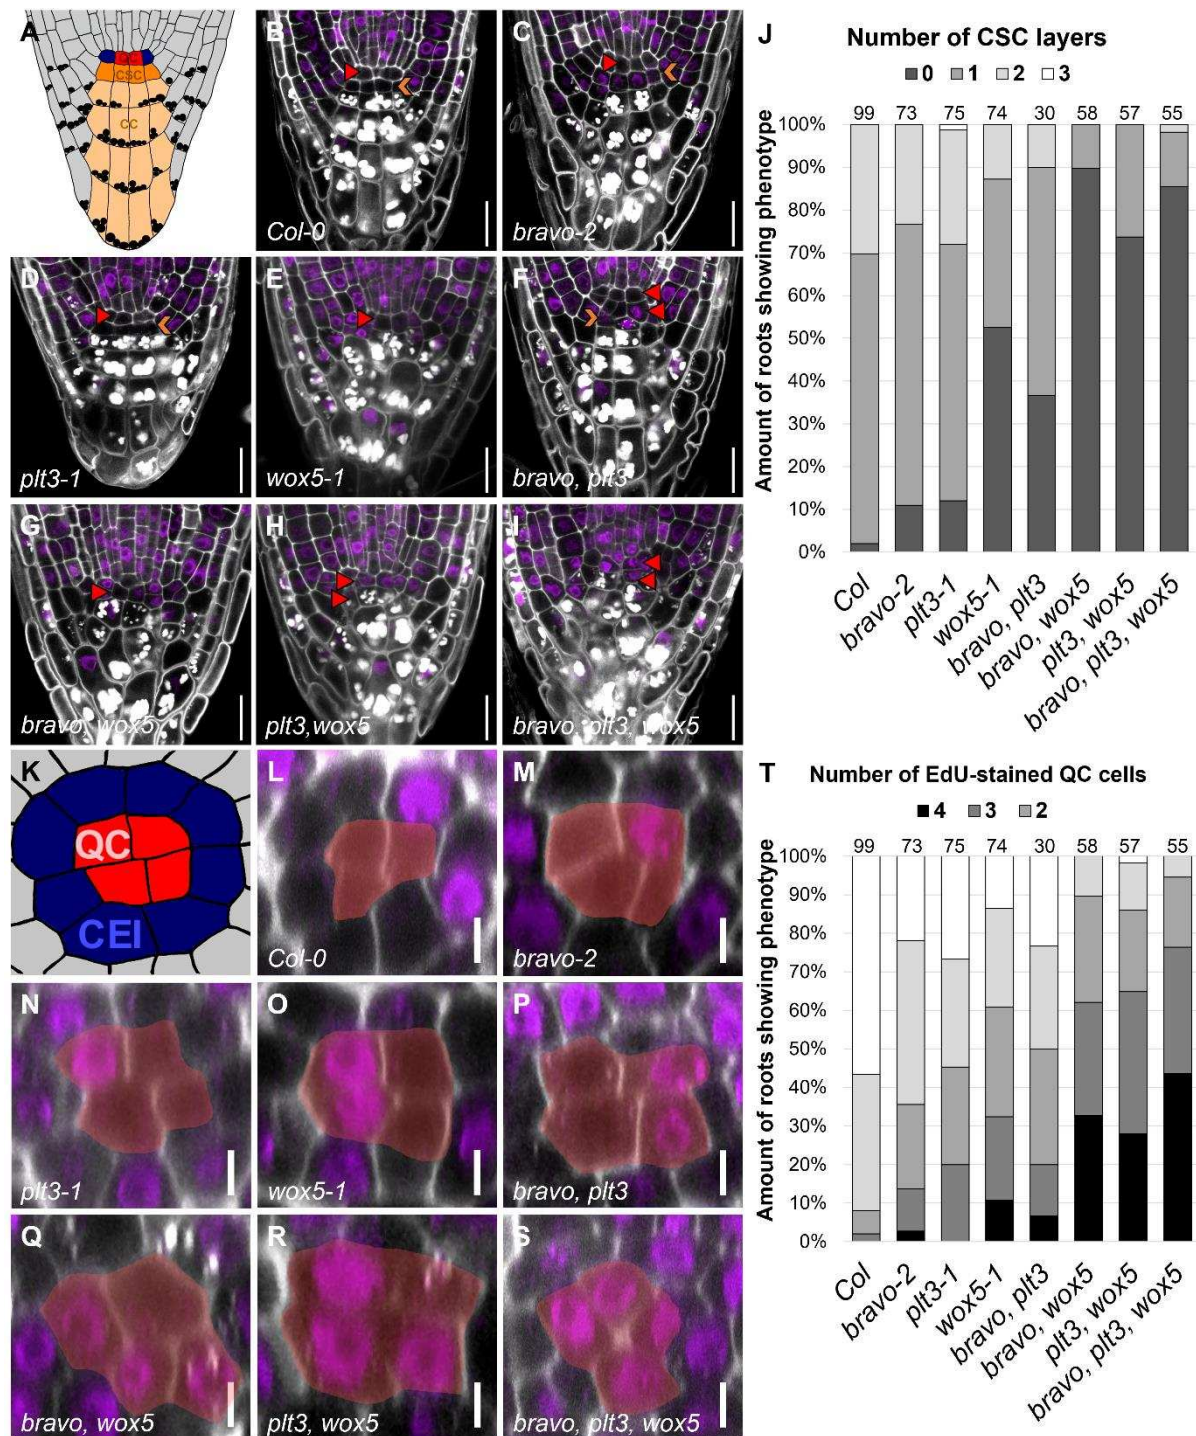 A
QC
CSC
CC
B
Col-0
C
bravo-2
D
plt3-1
E
wox5-1
F
bravo, plt3
G
bravo, wox5
H
plt3,wox5
I
bravo, plt3, wox5
J
Number of CSC layers
0 1 2 3
Amount of roots showing phenotype
99 73 75 74 30 58 57 55
100%
90%
80%
70%
60%
50%
40%
30%
20%
10%
0%
Col
bravo-2
plt3-1
wox5-1
bravo, plt3
bravo, wox5
plt3, wox5
bravo, plt3, wox5
K
QC
CEI
L
Col-0
M
bravo-2
N
plt3-1
O
wox5-1
P
bravo, plt3
Q
bravo, wox5
R
plt3, wox5
S
bravo, plt3, wox5
T
Number of EdU-stained QC cells
4 3 2
Amount of roots showing phenotype
99 73 75 74 30 58 57 55
100%
90%
80%
70%
60%
50%
40%
30%
20%
10%
0%
Col
bravo-2
plt3-1
wox5-1
bravo, plt3
bravo, wox5
plt3, wox5
bravo, plt3, wox5